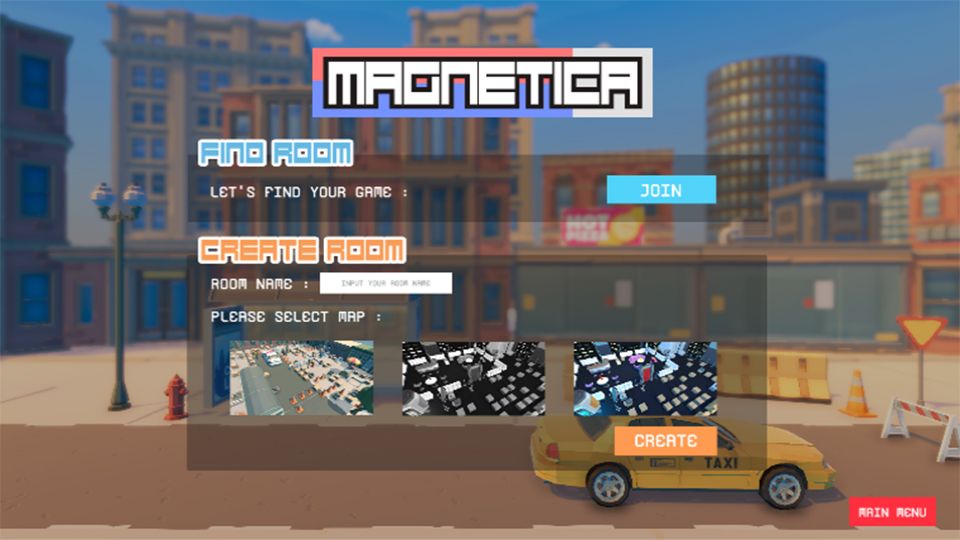 MAGNETICA
FIND ROOM
LET'S FIND YOUR GAME :
JOIN
CREATE ROOM
ROOM NAME :
INPUT YOUR ROOM NAME
PLEASE SELECT MAP :
CREATE
TAXI
MAIN MENU